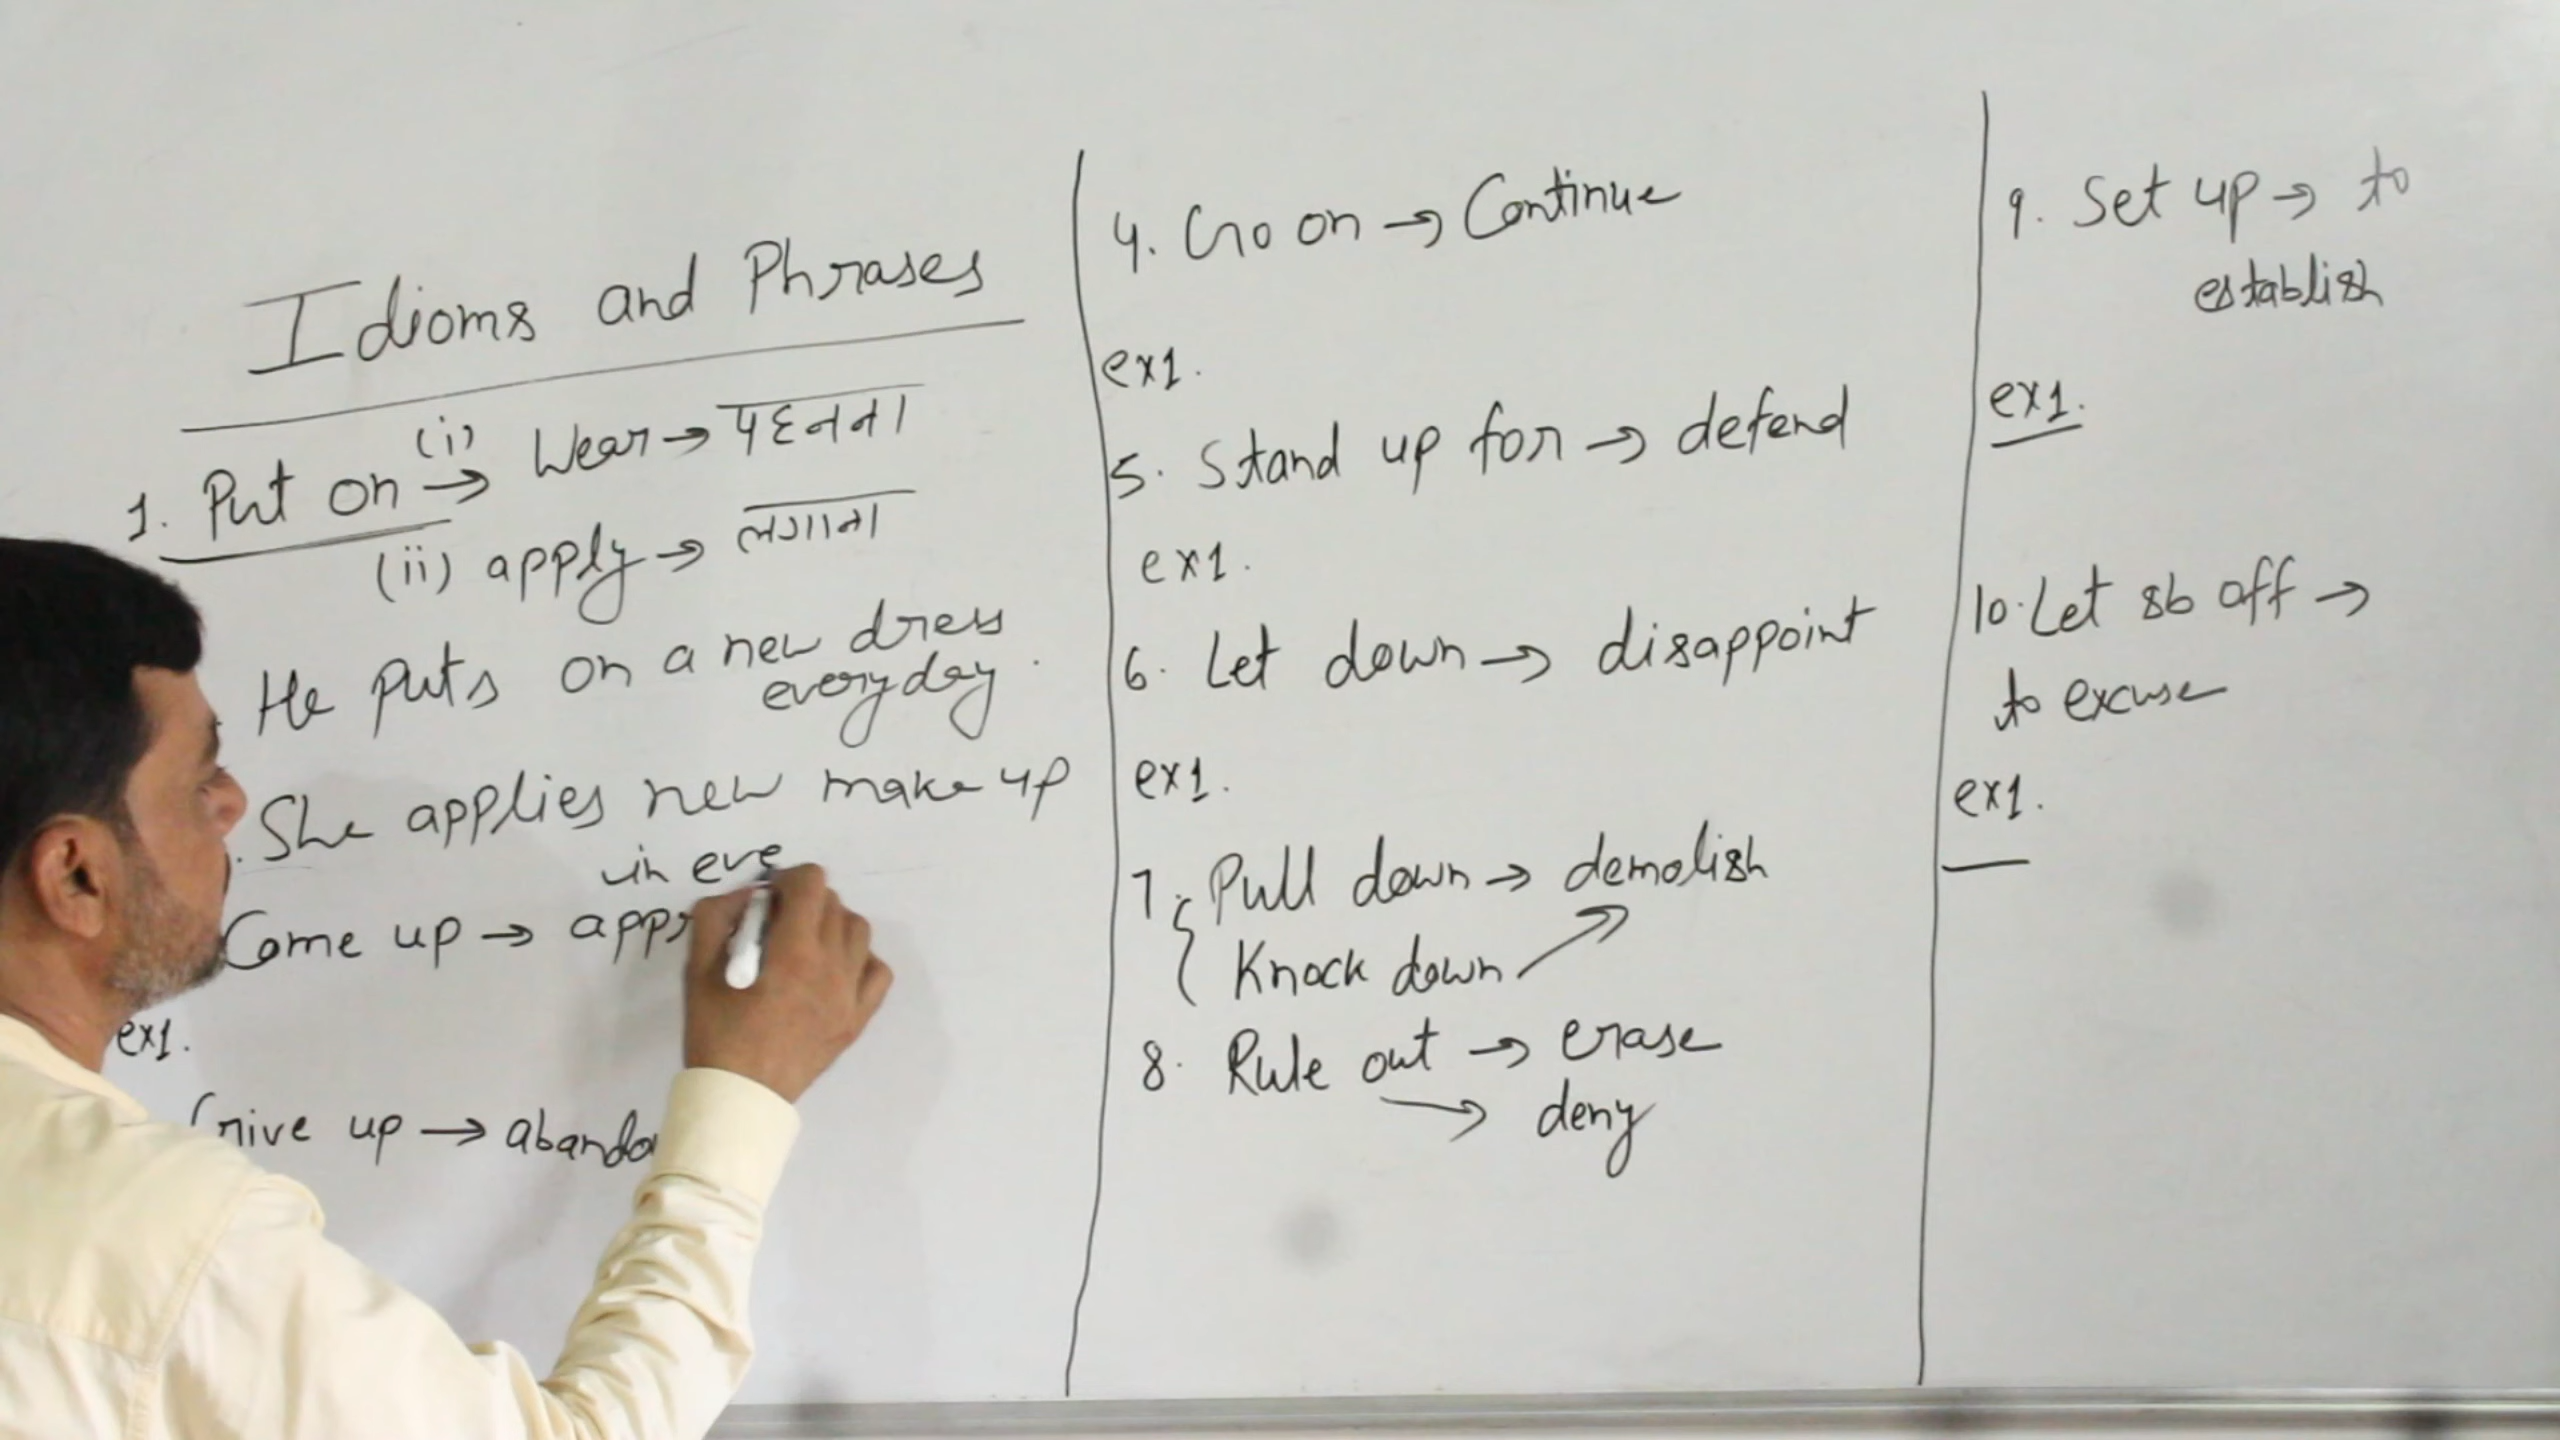 Idioms and Phrases
1. Put on → (i) Wear → पहनना
(ii) apply → लगाना
He puts on a new dress
everyday.
. She applies new make up
in eve
Come up → app
ex1.
Give up →
4. Go on → Continue
ex1.
5. Stand up for → defend
ex1.
6. Let down → disappoint
ex1.
7. Pull down → demolish
Knock down
8. Rule out → erase
→ deny
9. Set up → to
establish
ex1.
10. Let sb off →
to excuse
ex1.